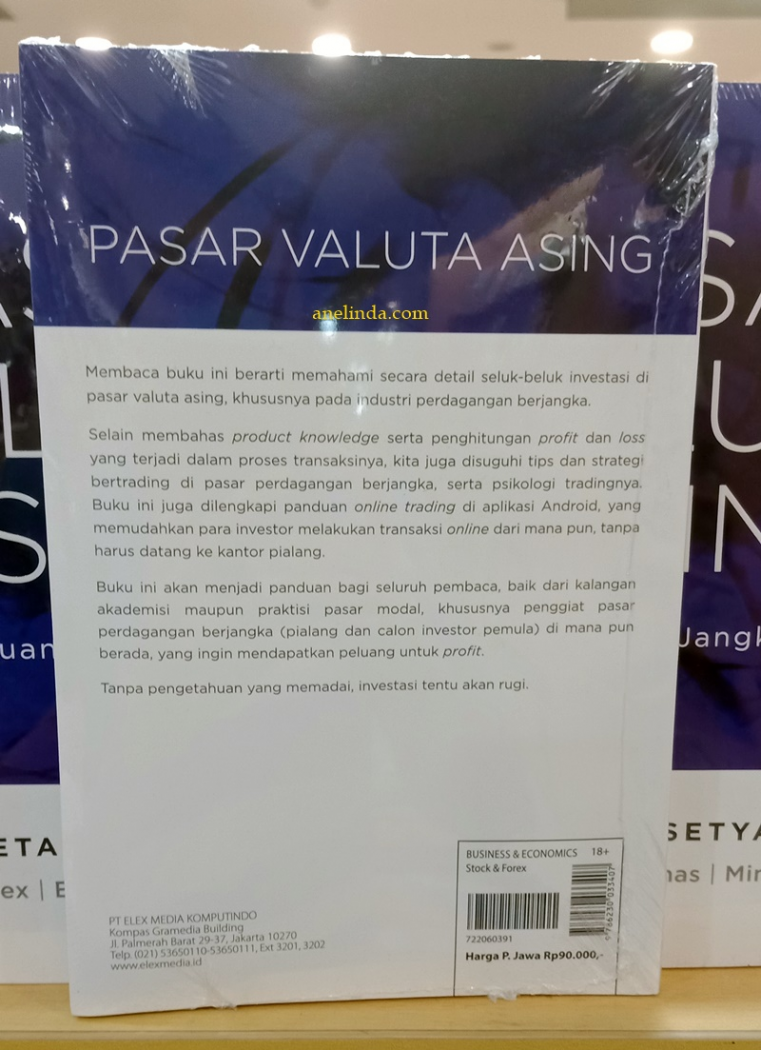 PASAR VALUTA ASING
anelinda.com
Membaca buku ini berarti memahami secara detail seluk-beluk investasi di
pasar valuta asing, khususnya pada industri perdagangan berjangka.
Selain membahas product knowledge serta penghitungan profit dan loss
yang terjadi dalam proses transaksinya, kita juga disuguhi tips dan strategi
bertrading di pasar perdagangan berjangka, serta psikologi tradingnya.
Buku ini juga dilengkapi panduan online trading di aplikasi Android, yang
memudahkan para investor melakukan transaksi online dari mana pun, tanpa
harus datang ke kantor pialang.
Buku ini akan menjadi panduan bagi seluruh pembaca, baik dari kalangan
akademisi maupun praktisi pasar modal, khususnya penggiat pasar
perdagangan berjangka (pialang dan calon investor pemula) di mana pun
berada, yang ingin mendapatkan peluang untuk profit.
Tanpa pengetahuan yang memadai, investasi tentu akan rugi.
PT ELEX MEDIA KOMPUTINDO
Kompas Gramedia Building
Jl. Palmerah Barat 29-37, Jakarta 10270
Telp. (021) 53650110-53650111, Ext 3201, 3202
www.elexmedia.id
BUSINESS & ECONOMICS 18+
Stock & Forex
722060391
9 786230 033407
Harga P. Jawa Rp90.000,-
uan
ETA
ex | E
Jangk
SETYA
nas | Min